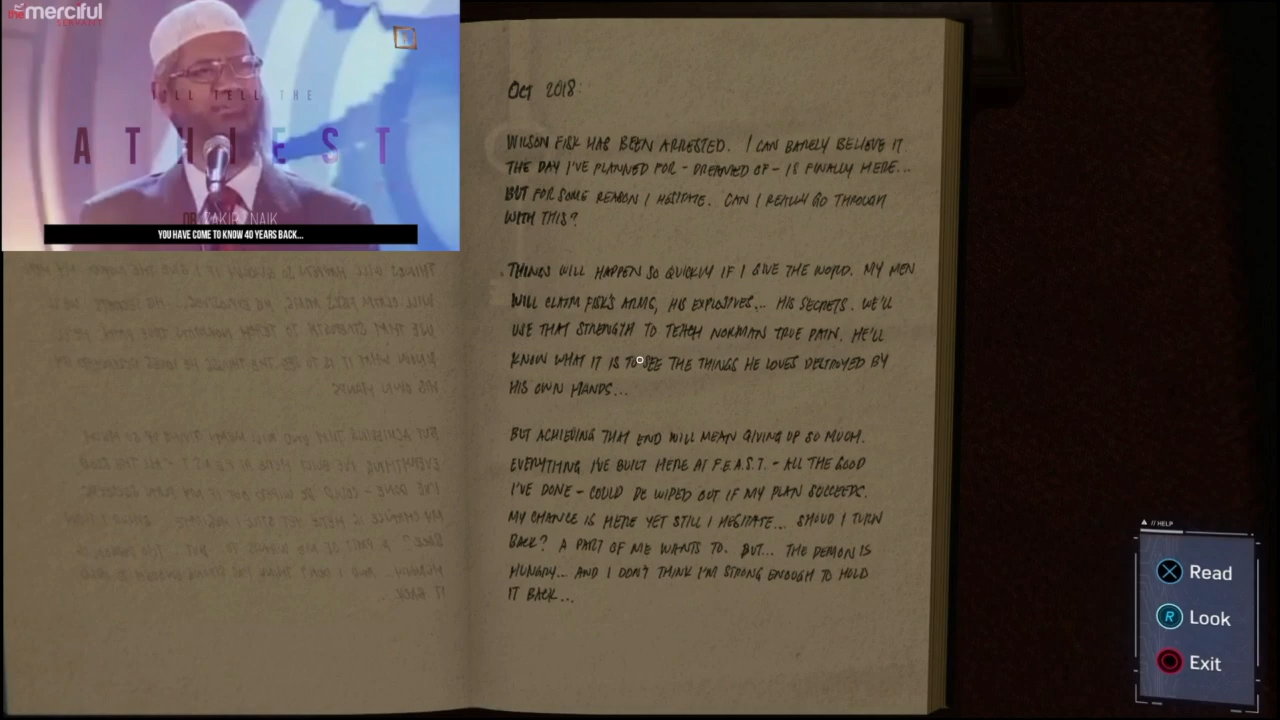 the merciful
SERVANT
I'LL TELL THE
ATHIEST
DR ZAKIR NAIK
YOU HAVE COME TO KNOW 40 YEARS BACK...
OCT 2018:
WILSON FISK HAS BEEN ARRESTED. I CAN BARELY BELIEVE IT.
THE DAY I'VE PLANNED FOR - DREAMED OF - IS FINALLY HERE...
BUT FOR SOME REASON I HESITATE. CAN I REALLY GO THROUGH
WITH THIS?
THINGS WILL HAPPEN SO QUICKLY IF I GIVE THE WORD. MY MEN
WILL CLAIM FISK'S ARMS, HIS EXPLOSIVES... HIS SECRETS. WE'LL
USE THAT STRENGTH TO TEACH NORMAN TRUE PAIN. HE'LL
KNOW WHAT IT IS TO SEE THE THINGS HE LOVES DESTROYED BY
HIS OWN HANDS...
BUT ACHIEVING THAT END WILL MEAN GIVING UP SO MUCH.
EVERYTHING I'VE BUILT HERE AT F.E.A.S.T. - ALL THE GOOD
I'VE DONE - COULD BE WIPED OUT IF MY PLAN SUCCEEDS.
MY CHANCE IS HERE YET STILL I HESITATE... SHOULD I TURN
BACK? A PART OF ME WANTS TO. BUT... THE DEMON IS
HUNGRY... AND I DON'T THINK I'M STRONG ENOUGH TO HOLD
IT BACK...
// HELP
Read
R Look
Exit